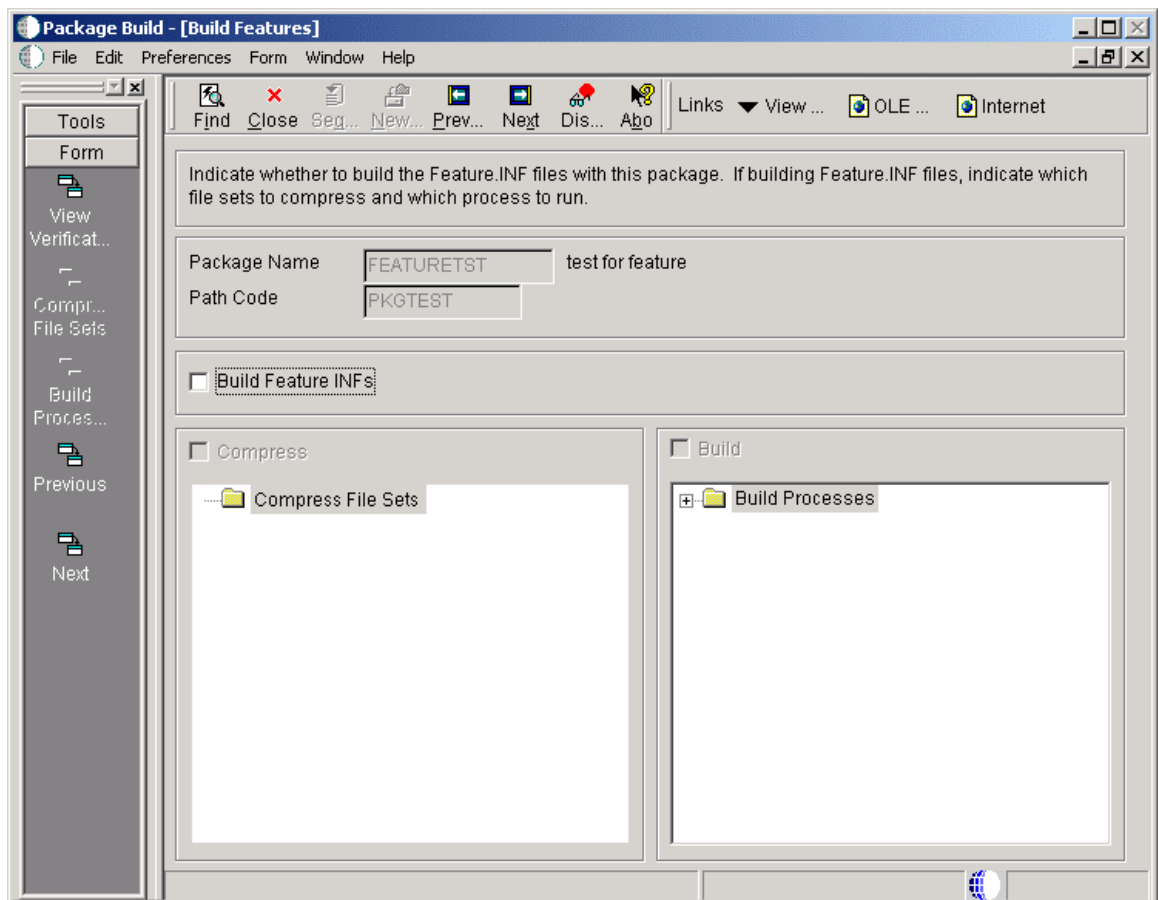 Package Build - [Build Features]
File Edit Preferences Form Window Help
Tools
Form
View
Verificat...
Compr...
File Sets
Build
Proces...
Previous
Next
Find Close Seq... New... Prev... Next Dis... Abo Links View ... OLE ... Internet
Indicate whether to build the Feature.INF files with this package. If building Feature.INF files, indicate which
file sets to compress and which process to run.
Package Name FEATURETST test for feature
Path Code PKGTEST
Build Feature INFs
Compress
Compress File Sets
Build
Build Processes